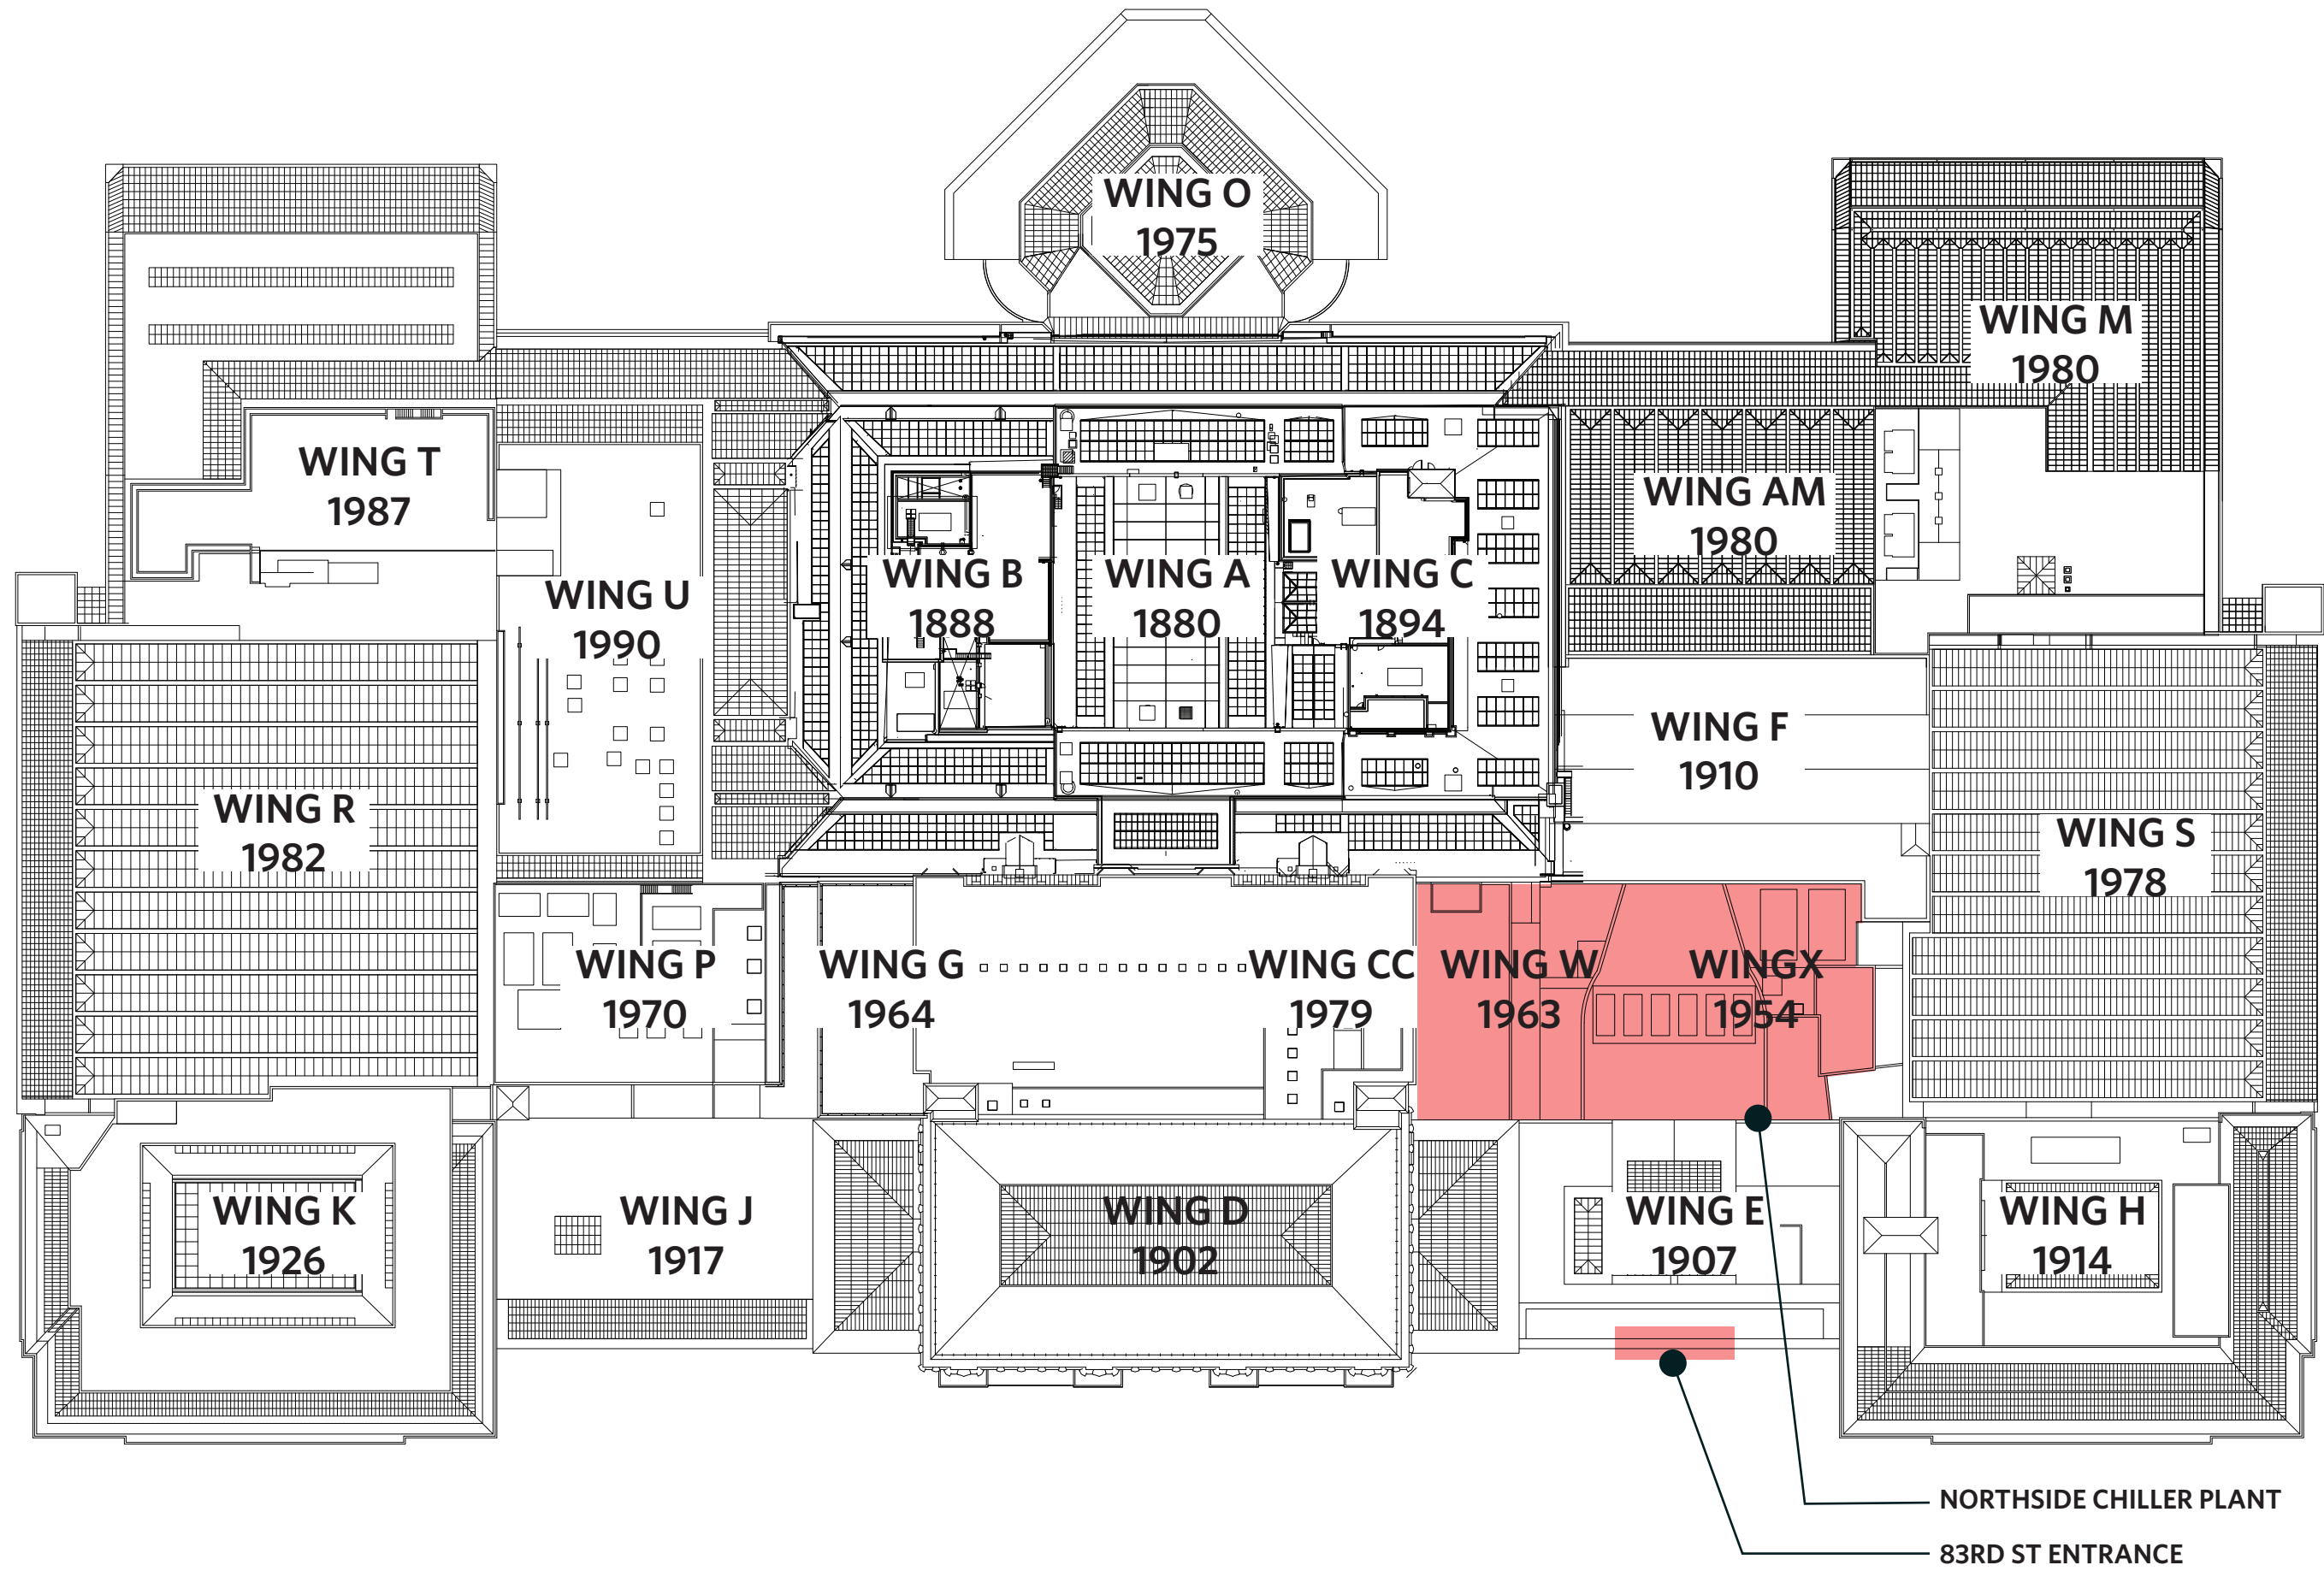 WING O
1975
WING M
1980
WING T
1987
WING AM
1980
WING U
1990
WING B
1888
WING A
1880
WING C
1894
WING F
1910
WING R
1982
WING S
1978
WING P
1970
WING G
1964
WING CC
1979
WING W
1963
WINGX
1954
WING K
1926
WING J
1917
WING D
1902
WING E
1907
WING H
1914
NORTHSIDE CHILLER PLANT
83RD ST ENTRANCE